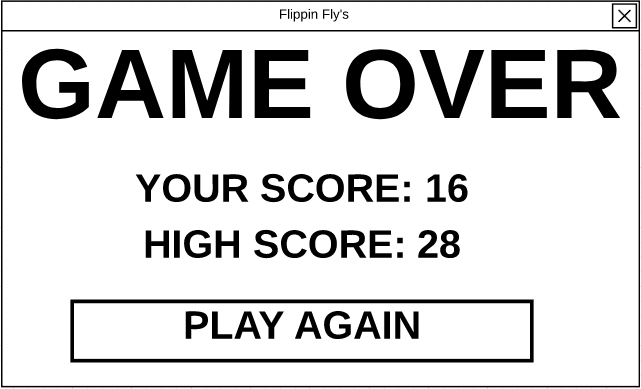 Flippin Fly's
GAME OVER
YOUR SCORE: 16
HIGH SCORE: 28
PLAY AGAIN